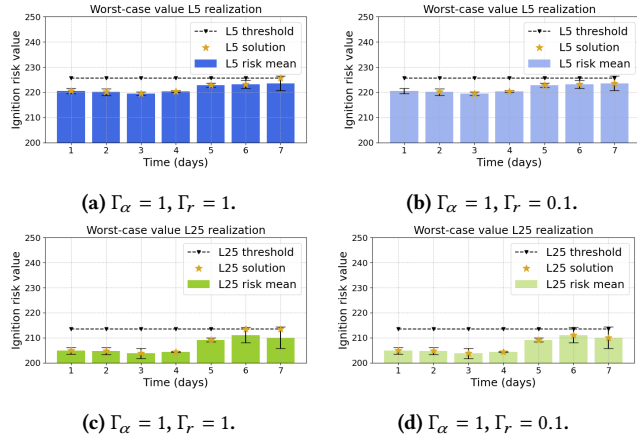 Worst-case value L5 realization
Ignition risk value
250
240
230
220
210
200
L5 threshold
L5 solution
L5 risk mean
1 2 3 4 5 6 7
Time (days)
(a) Γα = 1, Γr = 1.
Worst-case value L5 realization
Ignition risk value
250
240
230
220
210
200
L5 threshold
L5 solution
L5 risk mean
1 2 3 4 5 6 7
Time (days)
(b) Γα = 1, Γr = 0.1.
Worst-case value L25 realization
Ignition risk value
250
240
230
220
210
200
L25 threshold
L25 solution
L25 risk mean
1 2 3 4 5 6 7
Time (days)
(c) Γα = 1, Γr = 1.
Worst-case value L25 realization
Ignition risk value
250
240
230
220
210
200
L25 threshold
L25 solution
L25 risk mean
1 2 3 4 5 6 7
Time (days)
(d) Γα = 1, Γr = 0.1.